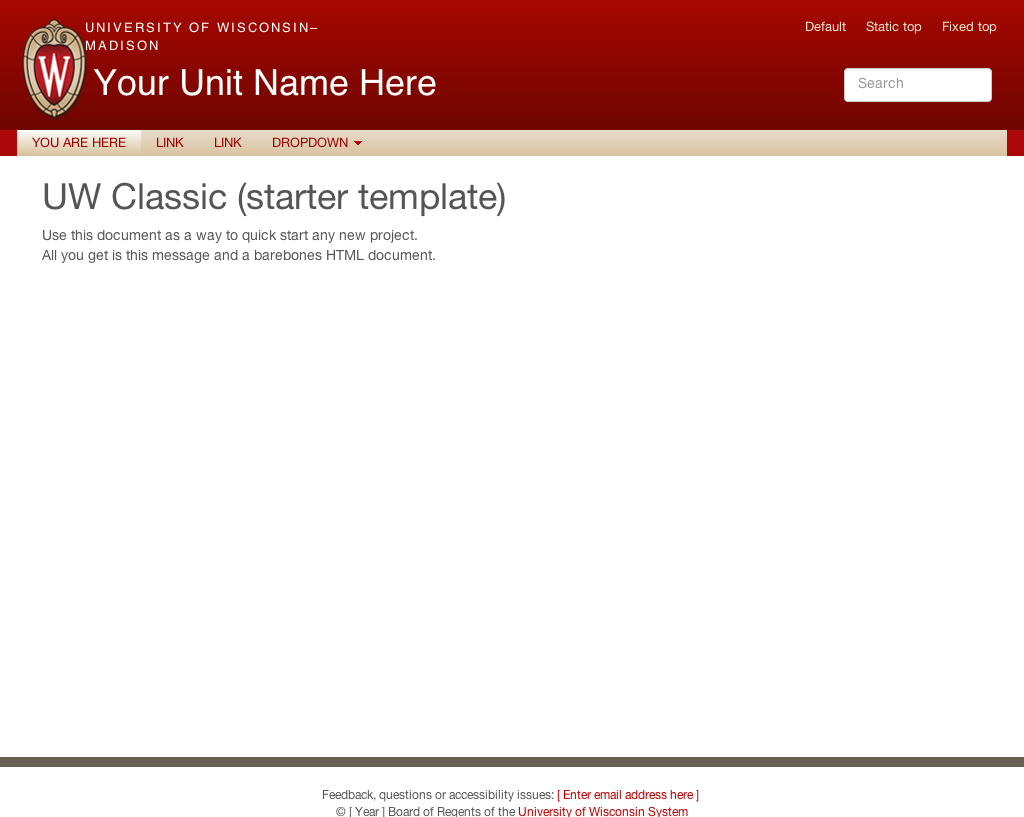 UNIVERSITY OF WISCONSIN–
MADISON
Default Static top Fixed top
W
Your Unit Name Here
Search
YOU ARE HERE LINK LINK DROPDOWN
UW Classic (starter template)
Use this document as a way to quick start any new project.
All you get is this message and a barebones HTML document.
Feedback, questions or accessibility issues: [ Enter email address here ]
© [ Year ] Board of Regents of the University of Wisconsin System